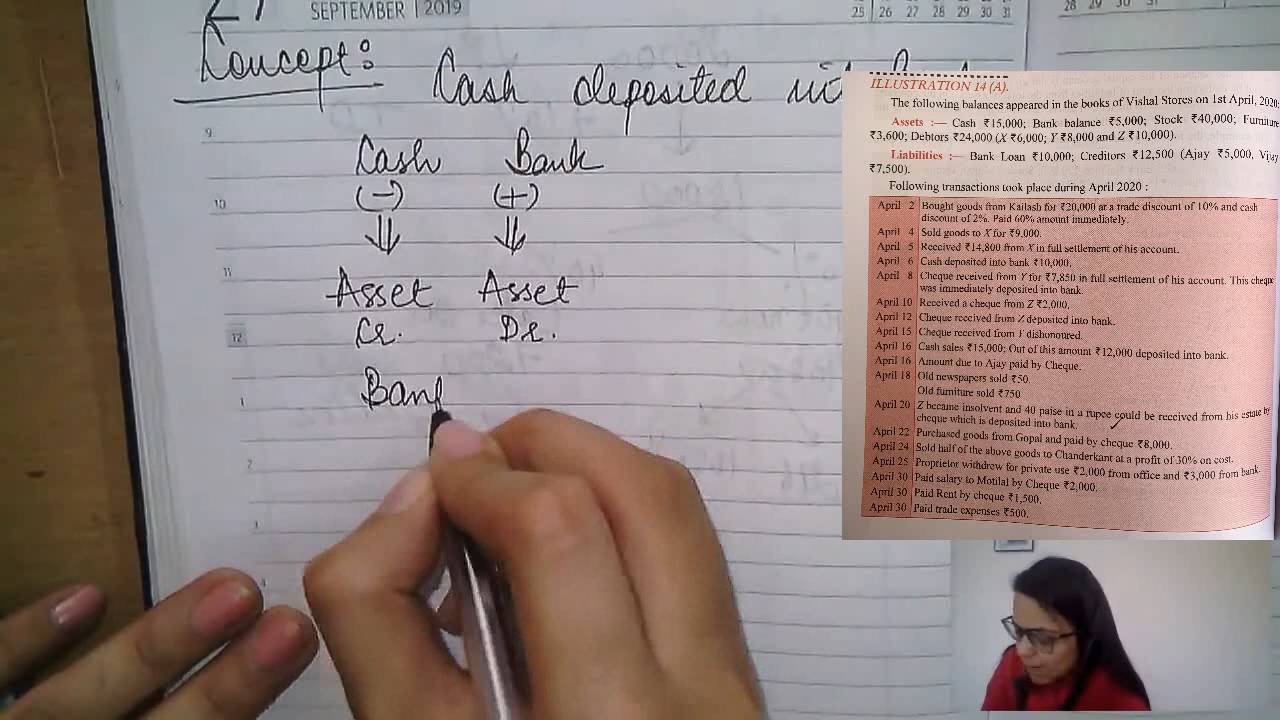 SEPTEMBER | 2019
25 26 27 28 29 30 31
28 29 30 31
Concept:
Cash deposited
9
Cash Bank
(-) (+)
10
11
Asset Asset
Cr. Dr.
12
1
Ban
2
3
4
ILLUSTRATION 14 (A).
The following balances appeared in the books of Vishal Stores on 1st April, 2020
Assets :— Cash ₹15,000; Bank balance ₹5,000; Stock ₹40,000; Furniture
₹3,600; Debtors ₹24,000 (X ₹6,000; Y ₹8,000 and Z ₹10,000).
Liabilities :— Bank Loan ₹10,000; Creditors ₹12,500 (Ajay ₹5,000, Vijay
₹7,500).
Following transactions took place during April 2020 :
April 2 Bought goods from Kailash for ₹20,000 at a trade discount of 10% and cash
discount of 2%. Paid 60% amount immediately.
April 4 Sold goods to X for ₹9,000.
April 5 Received ₹14,800 from X in full settlement of his account.
April 6 Cash deposited into bank ₹10,000.
April 8 Cheque received from Y for ₹7,850 in full settlement of his account. This cheque
was immediately deposited into bank.
April 10 Received a cheque from Z ₹2,000.
April 12 Cheque received from Z deposited into bank.
April 15 Cheque received from Y dishonoured.
April 16 Cash sales ₹15,000; Out of this amount ₹12,000 deposited into bank.
April 16 Amount due to Ajay paid by Cheque.
April 18 Old newspapers sold ₹50.
Old furniture sold ₹750
April 20 Z became insolvent and 40 paise in a rupee could be received from his estate by
cheque which is deposited into bank.
April 22 Purchased goods from Gopal and paid by cheque ₹8,000.
April 24 Sold half of the above goods to Chanderkant at a profit of 30% on cost.
April 25 Proprietor withdrew for private use ₹2,000 from office and ₹3,000 from bank.
April 30 Paid salary to Motilal by Cheque ₹2,000.
April 30 Paid Rent by cheque ₹1,500.
April 30 Paid trade expenses ₹500.